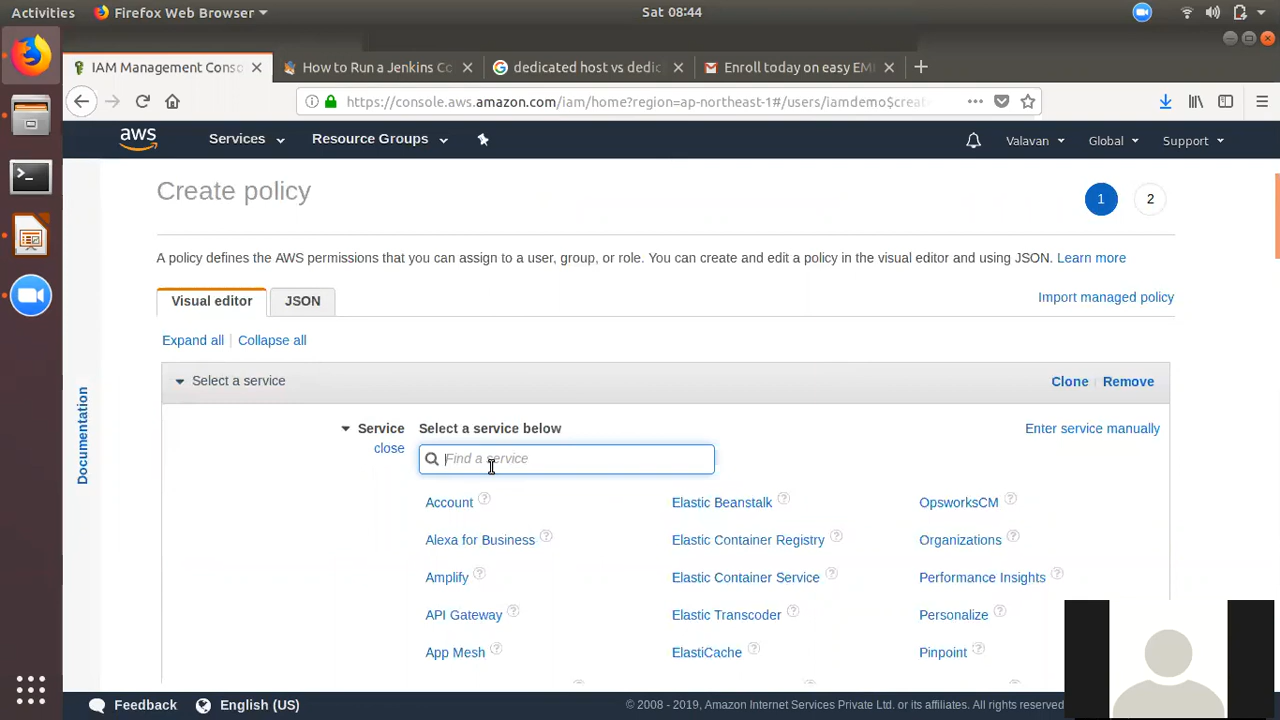 Activities Firefox Web Browser Sat 08:44
IAM Management Conso How to Run a Jenkins Co dedicated host vs dedic Enroll today on easy EMI
https://console.aws.amazon.com/iam/home?region=ap-northeast-1#/users/iamdemo$creat
aws Services Resource Groups Valavan Global Support
Create policy 1 2
A policy defines the AWS permissions that you can assign to a user, group, or role. You can create and edit a policy in the visual editor and using JSON. Learn more
Visual editor JSON Import managed policy
Expand all Collapse all
Select a service Clone Remove
Service Select a service below Enter service manually
close
Find a service
Account Elastic Beanstalk OpsworksCM
Alexa for Business Elastic Container Registry Organizations
Amplify Elastic Container Service Performance Insights
API Gateway Elastic Transcoder Personalize
App Mesh ElastiCache Pinpoint
Documentation
Feedback English (US) © 2008 - 2019, Amazon Internet Services Private Ltd. or its affiliates. All rights reserved